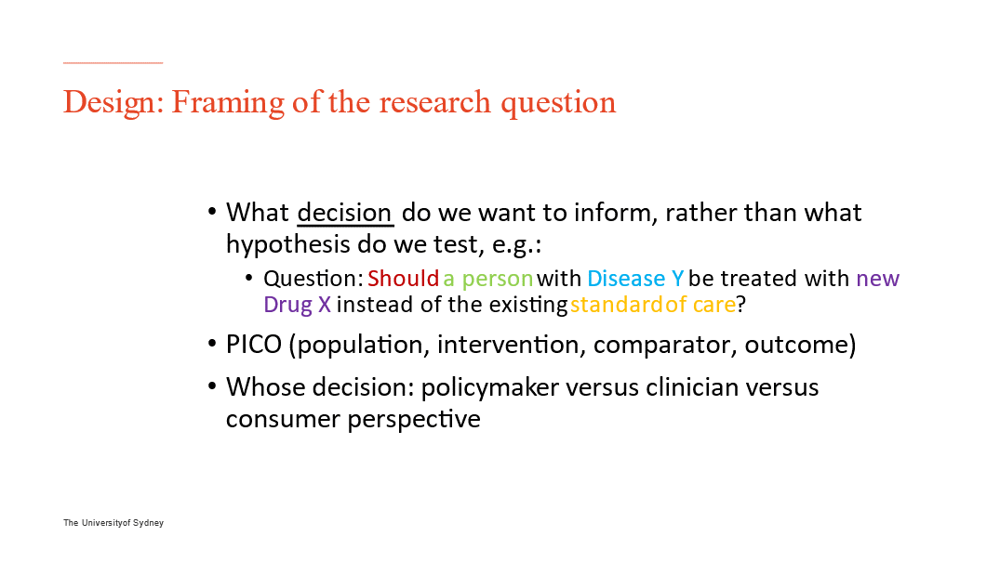 Design: Framing of the research question
• What decision do we want to inform, rather than what
hypothesis do we test, e.g.:
• Question: Should a person with Disease Y be treated with new
Drug X instead of the existing standard of care?
• PICO (population, intervention, comparator, outcome)
• Whose decision: policymaker versus clinician versus
consumer perspective
The University of Sydney